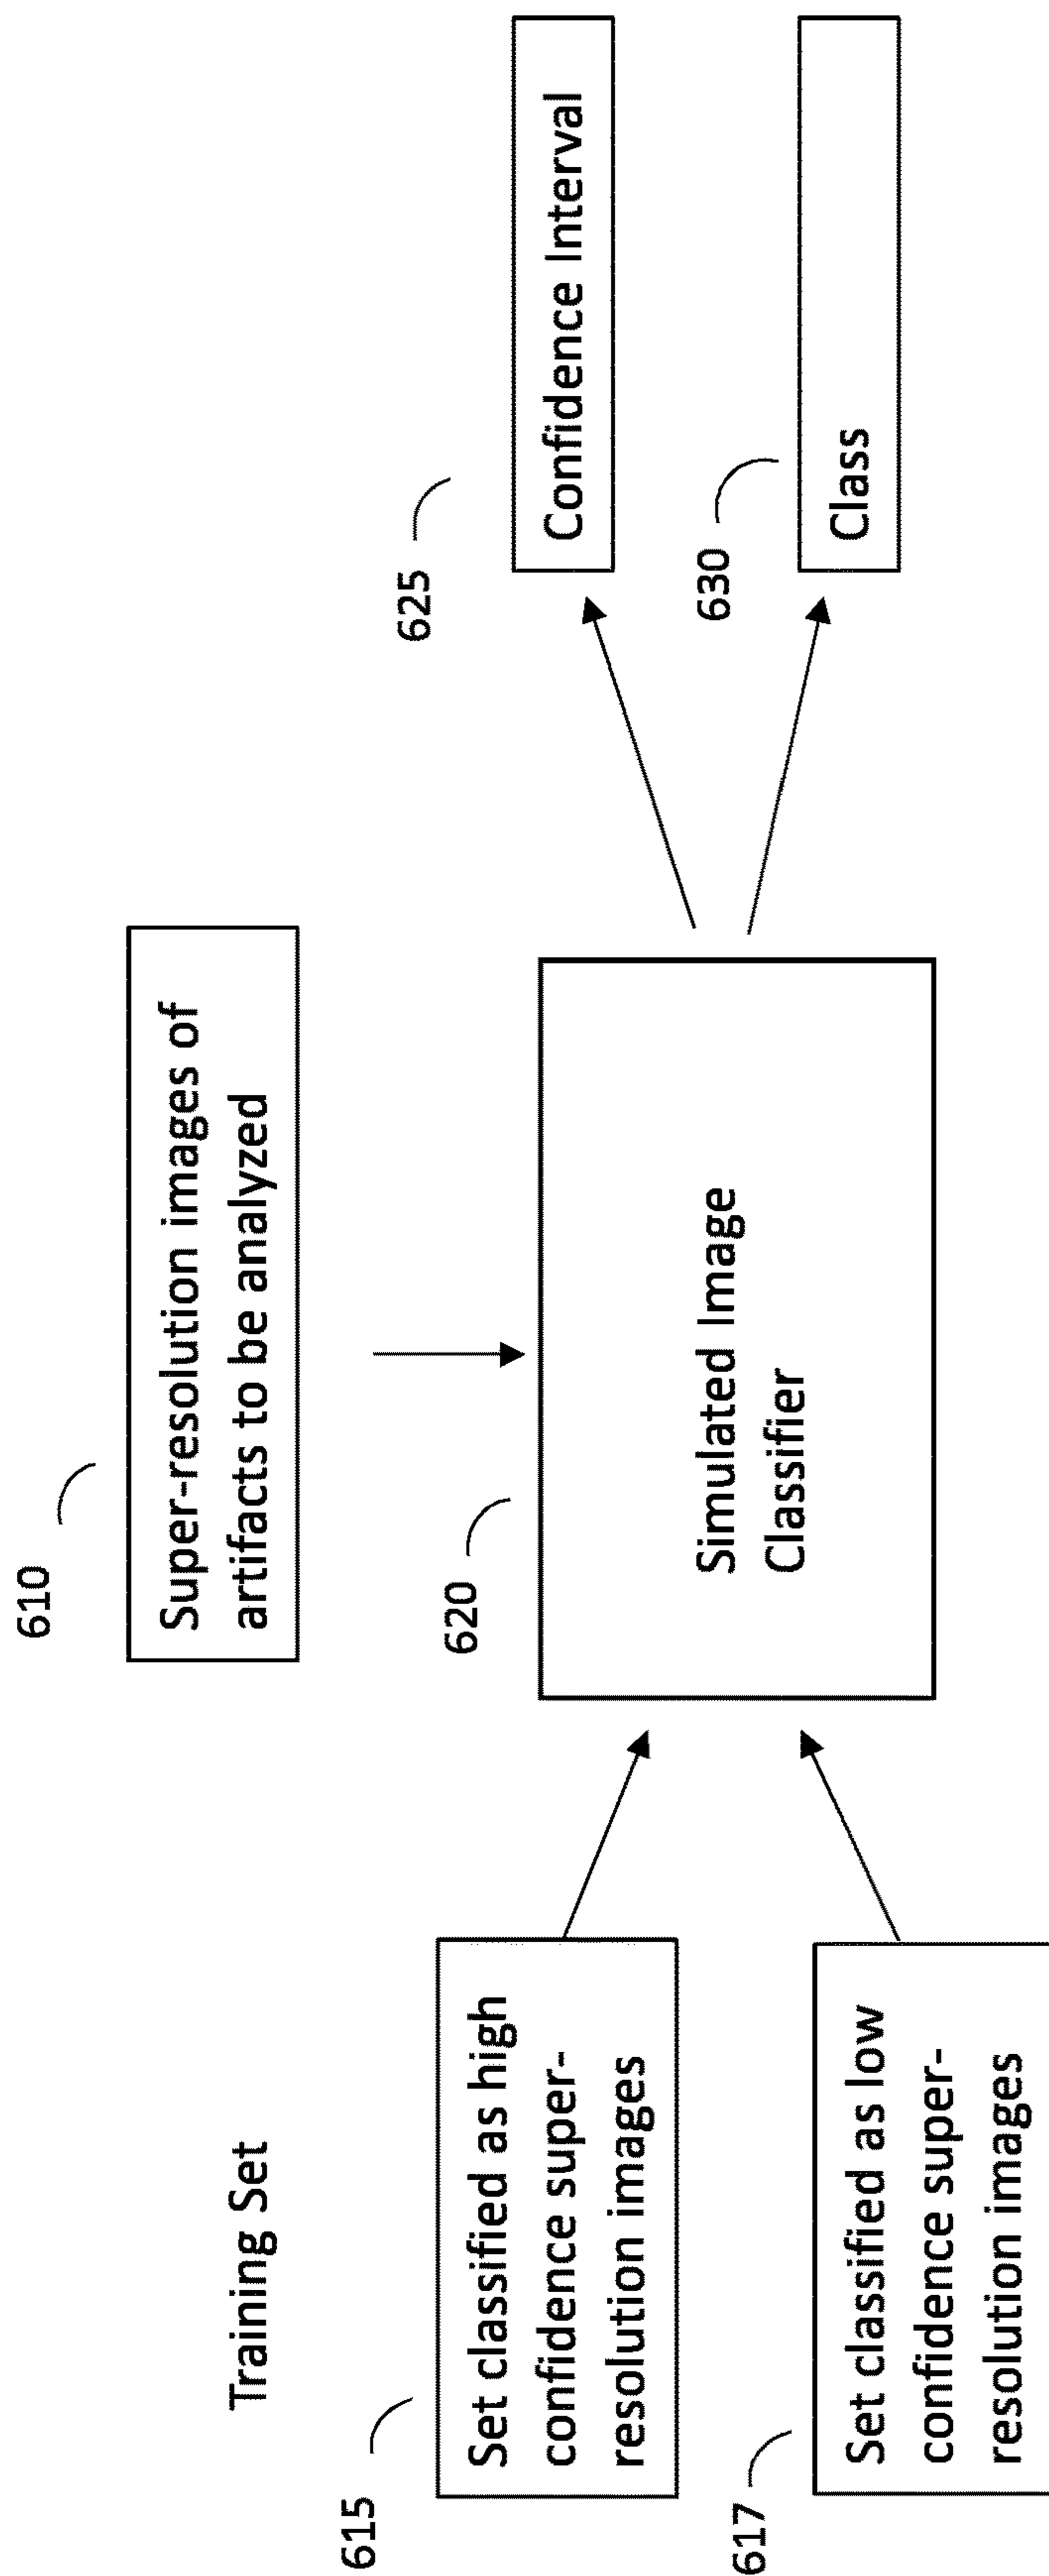 610
Super-resolution images of
artifacts to be analyzed
Training Set
615
Set classified as high
confidence super-
resolution images
617
Set classified as low
confidence super-
resolution images
620
Simulated Image
Classifier
625
Confidence Interval
630
Class